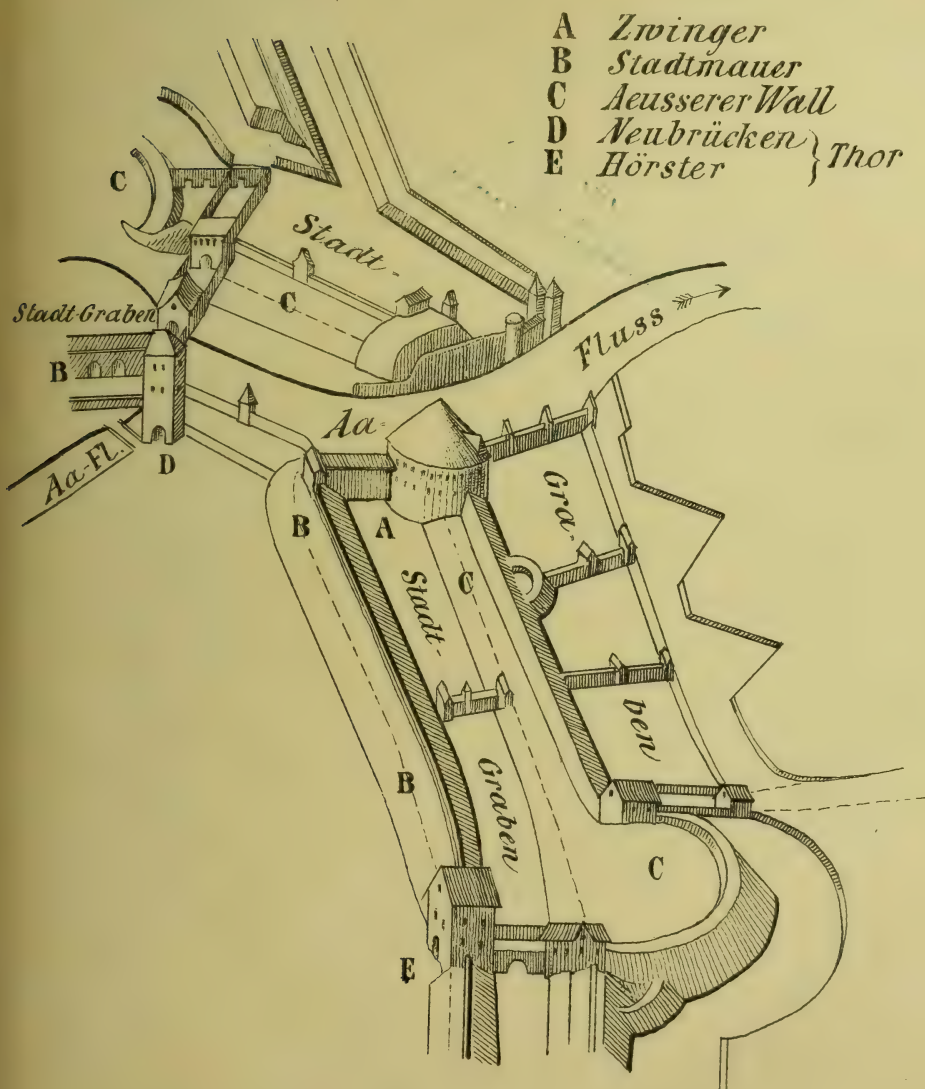 A Zwinger
B Stadtmauer
C Aeusserer Wall
D Neubrücken } Thor
E Hörster
C
Stadt-
C
Stadt-Graben
Fluss
B
Aa-
Aa-Fl.
D
B
A
Gra-
C
Stadt-
ben
B
Graben
C
E